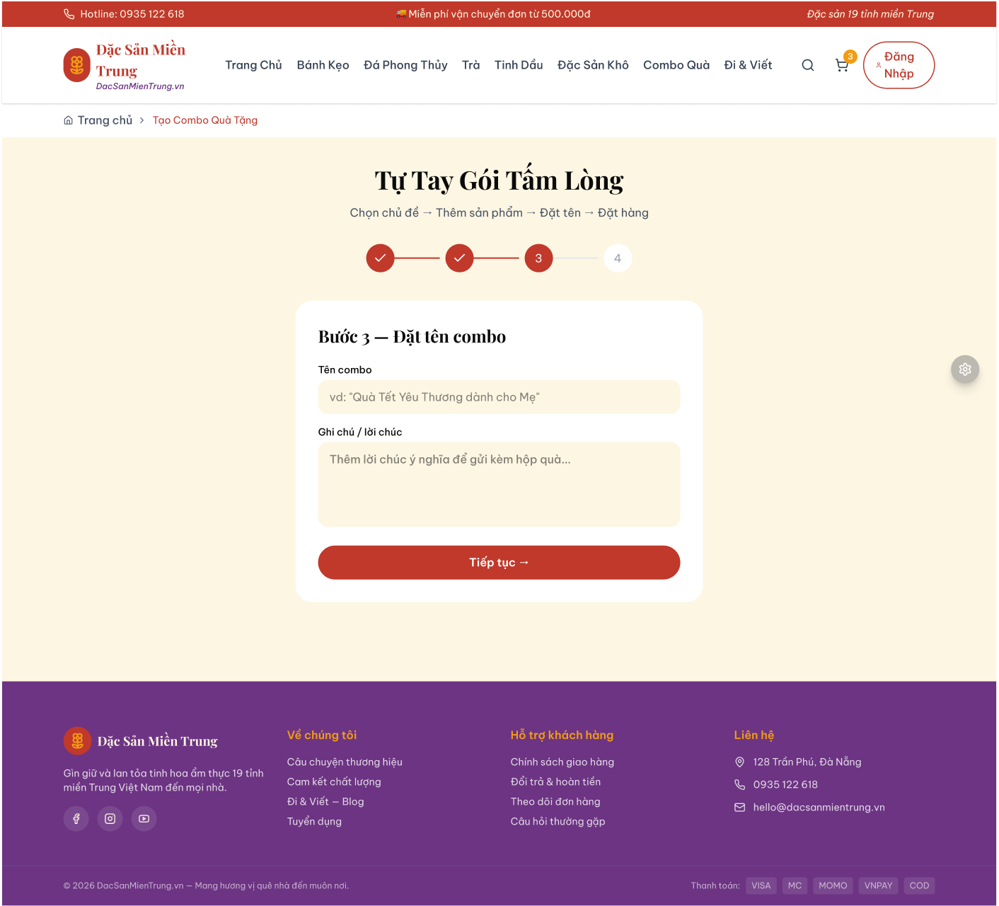 Hotline: 0935 122 618
🚚 Miễn phí vận chuyển đơn từ 500.000đ
Đặc sản 19 tỉnh miền Trung
Đặc Sản Miền
Trung
DacSanMienTrung.vn
Trang Chủ
Bánh Kẹo
Đá Phong Thủy
Trà
Tinh Dầu
Đặc Sản Khô
Combo Quà
Đi & Viết
3
Đăng
Nhập
Trang chủ
Tạo Combo Quà Tặng
Tự Tay Gói Tấm Lòng
Chọn chủ đề → Thêm sản phẩm → Đặt tên → Đặt hàng
3
4
Bước 3 — Đặt tên combo
Tên combo
vd: "Quà Tết Yêu Thương dành cho Mẹ"
Ghi chú / lời chúc
Thêm lời chúc ý nghĩa để gửi kèm hộp quà...
Tiếp tục →
Đặc Sản Miền Trung
Gìn giữ và lan tỏa tinh hoa ẩm thực 19 tỉnh
miền Trung Việt Nam đến mọi nhà.
Về chúng tôi
Câu chuyện thương hiệu
Cam kết chất lượng
Đi & Viết — Blog
Tuyển dụng
Hỗ trợ khách hàng
Chính sách giao hàng
Đổi trả & hoàn tiền
Theo dõi đơn hàng
Câu hỏi thường gặp
Liên hệ
128 Trần Phú, Đà Nẵng
0935 122 618
hello@dacsanmientrung.vn
© 2026 DacSanMienTrung.vn — Mang hương vị quê nhà đến muôn nơi.
Thanh toán:
VISA
MC
MOMO
VNPAY
COD